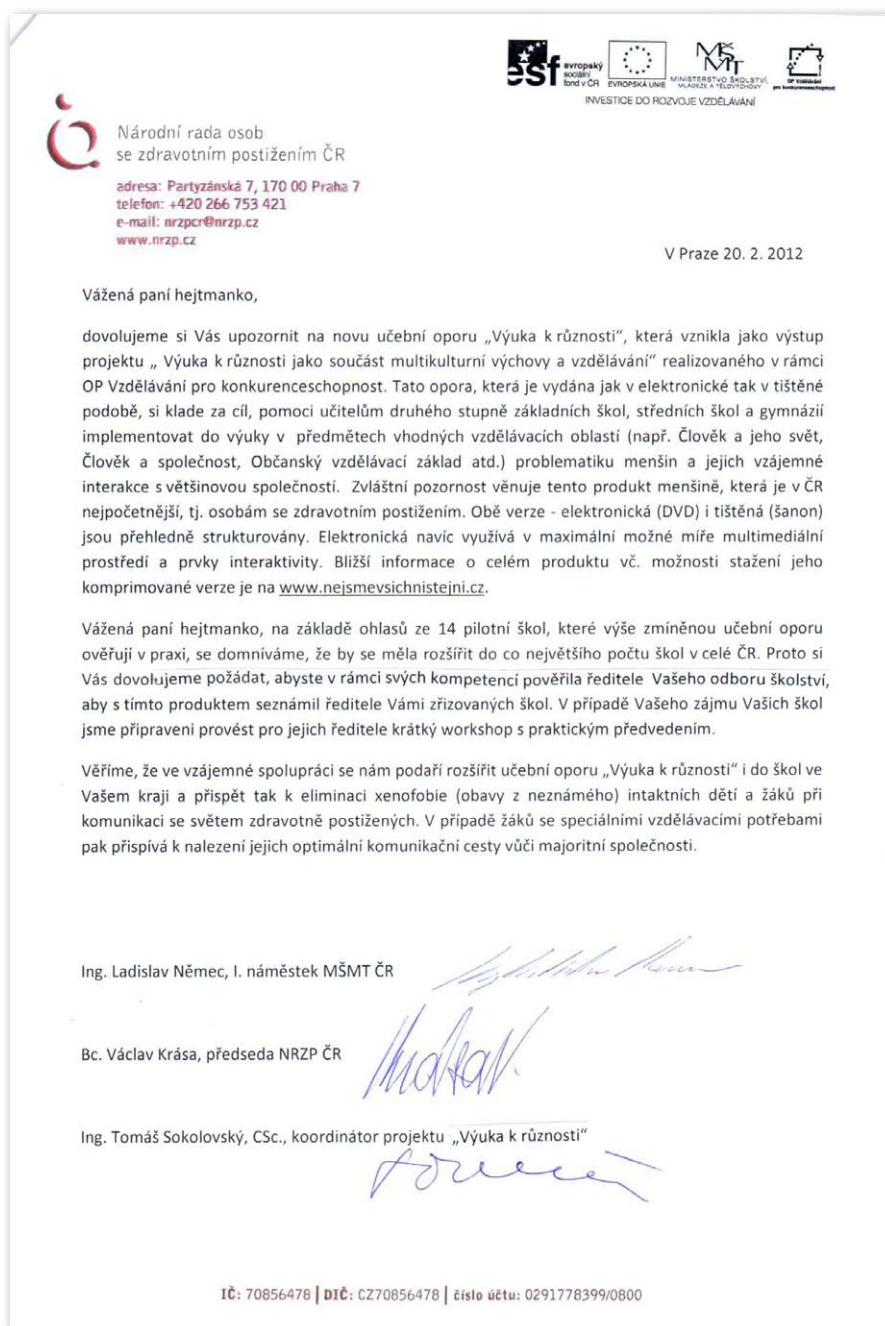 esf evropský sociální fond v ČR EVROPSKÁ UNIE MINISTERSTVO ŠKOLSTVÍ, MLÁDEŽE A TĚLOVÝCHOVY OP Vzdělávání pro konkurenceschopnost
INVESTICE DO ROZVOJE VZDĚLÁVÁNÍ
Národní rada osob
se zdravotním postižením ČR
adresa: Partyzánská 7, 170 00 Praha 7
telefon: +420 266 753 421
e-mail: nrzpcr@nrzp.cz
www.nrzp.cz
V Praze 20. 2. 2012
Vážená paní hejtmanko,
dovolujeme si Vás upozornit na novu učební oporu „Výuka k různosti“, která vznikla jako výstup
projektu „ Výuka k různosti jako součást multikulturní výchovy a vzdělávání“ realizovaného v rámci
OP Vzdělávání pro konkurenceschopnost. Tato opora, která je vydána jak v elektronické tak v tištěné
podobě, si klade za cíl, pomoci učitelům druhého stupně základních škol, středních škol a gymnázií
implementovat do výuky v předmětech vhodných vzdělávacích oblastí (např. Člověk a jeho svět,
Člověk a společnost, Občanský vzdělávací základ atd.) problematiku menšin a jejich vzájemné
interakce s většinovou společností. Zvláštní pozornost věnuje tento produkt menšině, která je v ČR
nejpočetnější, tj. osobám se zdravotním postižením. Obě verze - elektronická (DVD) i tištěná (šanon)
jsou přehledně strukturovány. Elektronická navíc využívá v maximální možné míře multimediální
prostředí a prvky interaktivity. Bližší informace o celém produktu vč. možnosti stažení jeho
komprimované verze je na www.nejsmevsichnistejni.cz.
Vážená paní hejtmanko, na základě ohlasů ze 14 pilotní škol, které výše zmíněnou učební oporu
ověřují v praxi, se domníváme, že by se měla rozšířit do co největšího počtu škol v celé ČR. Proto si
Vás dovolujeme požádat, abyste v rámci svých kompetencí pověřila ředitele Vašeho odboru školství,
aby s tímto produktem seznámil ředitele Vámi zřizovaných škol. V případě Vašeho zájmu Vašich škol
jsme připraveni provést pro jejich ředitele krátký workshop s praktickým předvedením.
Věříme, že ve vzájemné spolupráci se nám podaří rozšířit učební oporu „Výuka k různosti“ i do škol ve
Vašem kraji a přispět tak k eliminaci xenofobie (obavy z neznámého) intaktních dětí a žáků při
komunikaci se světem zdravotně postižených. V případě žáků se speciálními vzdělávacími potřebami
pak přispívá k nalezení jejich optimální komunikační cesty vůči majoritní společnosti.
Ing. Ladislav Němec, I. náměstek MŠMT ČR
Bc. Václav Krása, předseda NRZP ČR
Ing. Tomáš Sokolovský, CSc., koordinátor projektu „Výuka k různosti“
IČ: 70856478 | DIČ: CZ70856478 | číslo účtu: 0291778399/0800